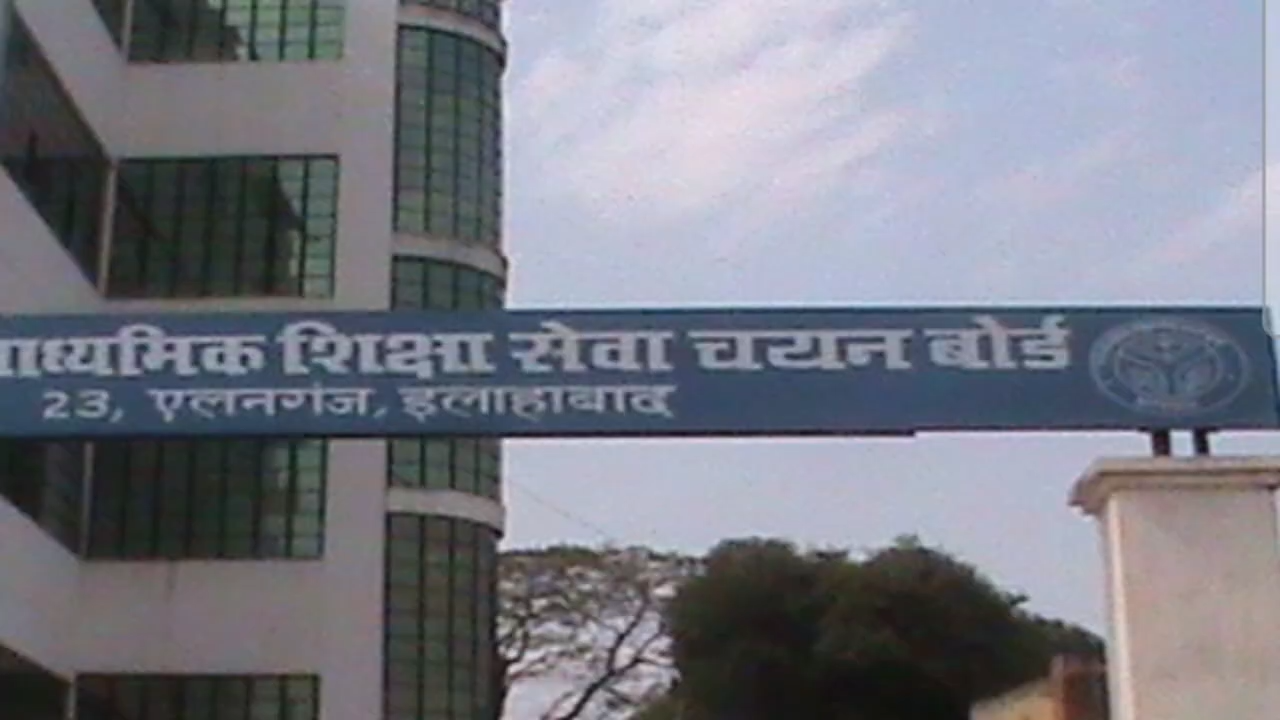 ाध्यमिक शिक्षा सेवा चयन बोर्ड
23, एलनगंज, इलाहाबाद